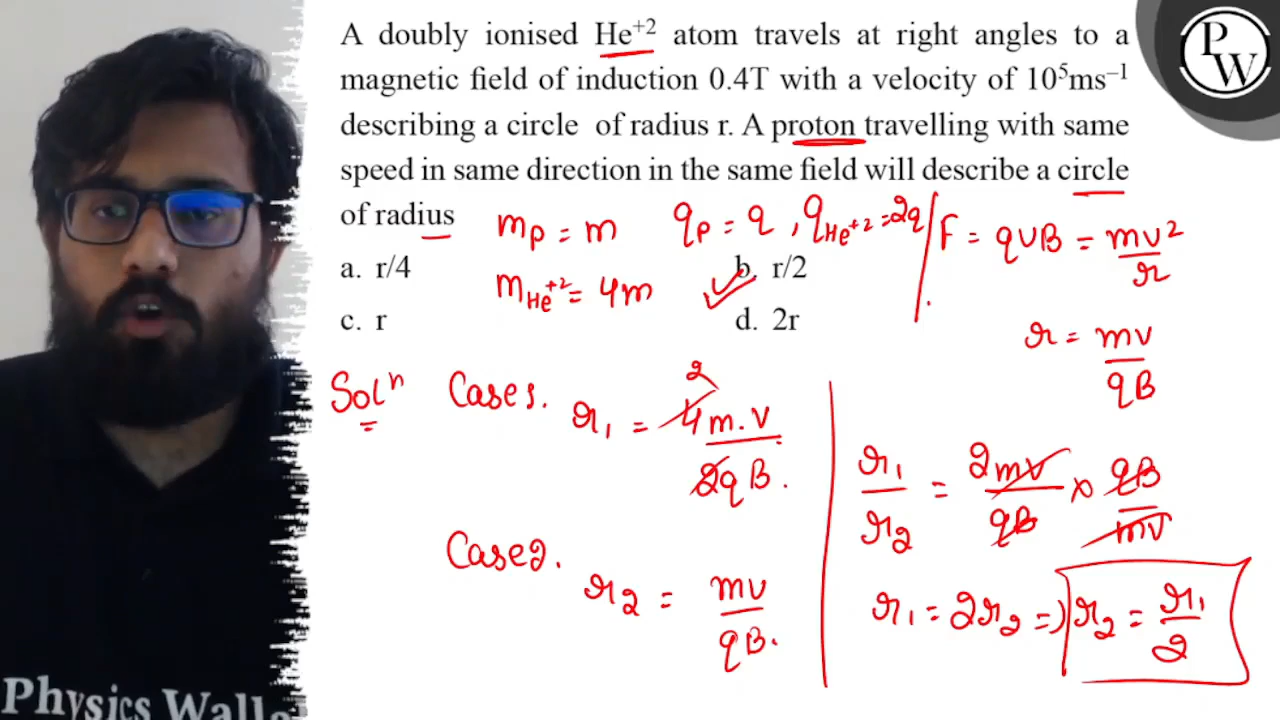 A doubly ionised He⁺² atom travels at right angles to a
magnetic field of induction 0.4T with a velocity of 10⁵ms⁻¹
describing a circle of radius r. A proton travelling with same
speed in same direction in the same field will describe a circle
of radius
a. r/4
b. r/2
c. r
d. 2r
m_P = m
q_P = q , q_He⁺² = 2q
m_He⁺² = 4m
F = qVB = mv²/r
r = mv/qB
Solⁿ
Case1.
r₁ = 4m.V/2qB.
2
Case2.
r₂ = mv/qB.
r₁/r₂ = 2mv/qB × qB/mv
r₁ = 2r₂ ⇒ r₂ = r₁/2
PW
Physics Walla